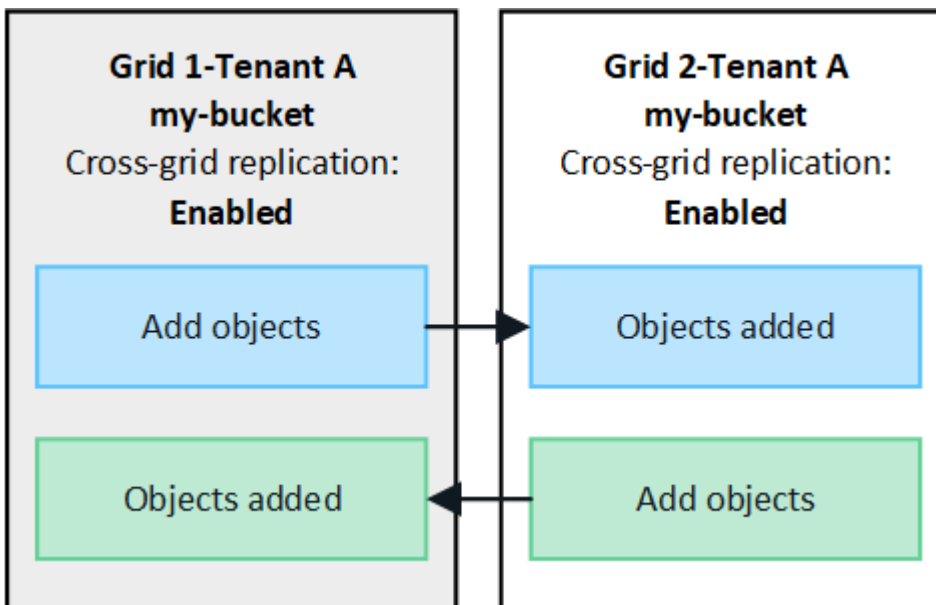 Grid 1-Tenant A
my-bucket
Cross-grid replication:
Enabled
Add objects
Objects added
Grid 2-Tenant A
my-bucket
Cross-grid replication:
Enabled
Objects added
Add objects